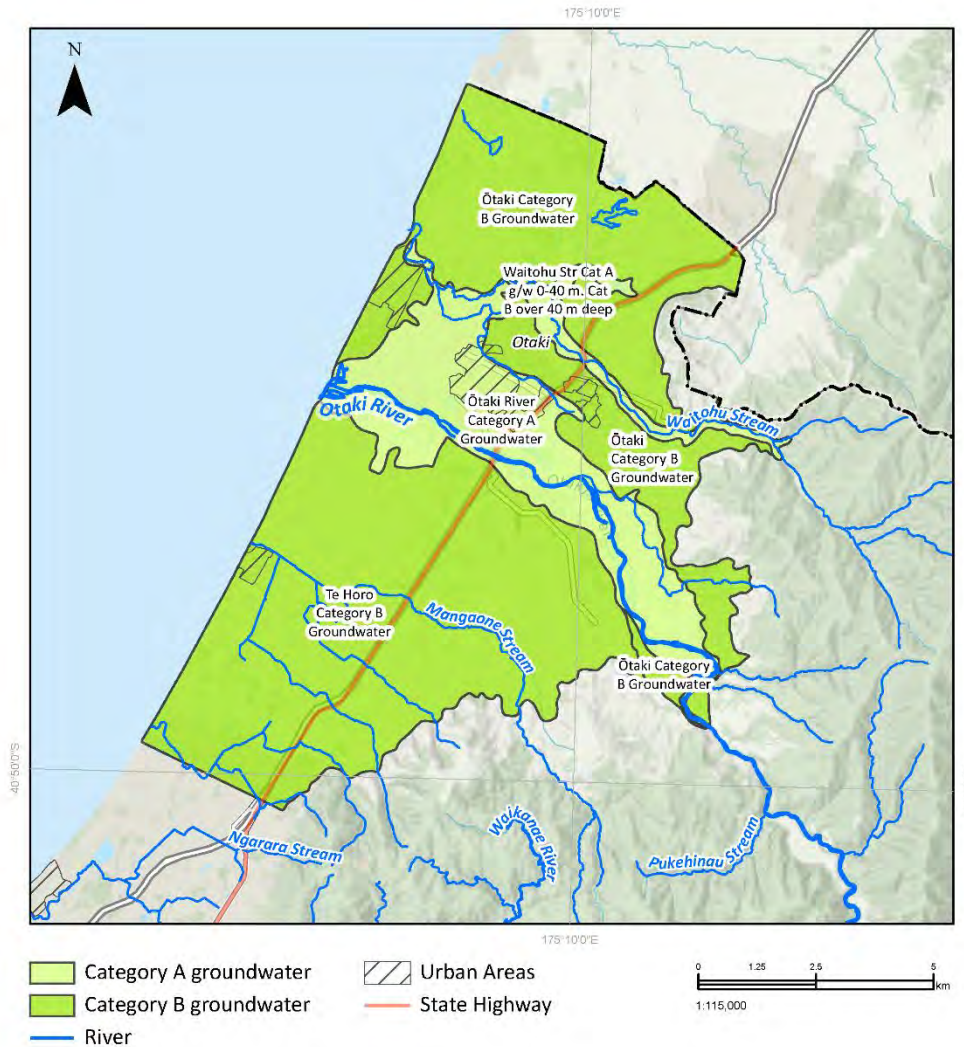 175°10'0"E
N
Ōtaki Category
B Groundwater
Waitohu Str Cat A
g/w 0-40 m. Cat
B over 40 m deep
Otaki
Ōtaki River
Category A
Groundwater
Otaki River
Waitohu Stream
Ōtaki
Category B
Groundwater
Te Horo
Category B
Groundwater
Mangaone Stream
Ōtaki Category
B Groundwater
40°50'0"S
Ngarara Stream
Waikanae River
Pukehinau Stream
175°10'0"E
Category A groundwater
Category B groundwater
River
Urban Areas
State Highway
0 1.25 2.5 5
km
1:115,000